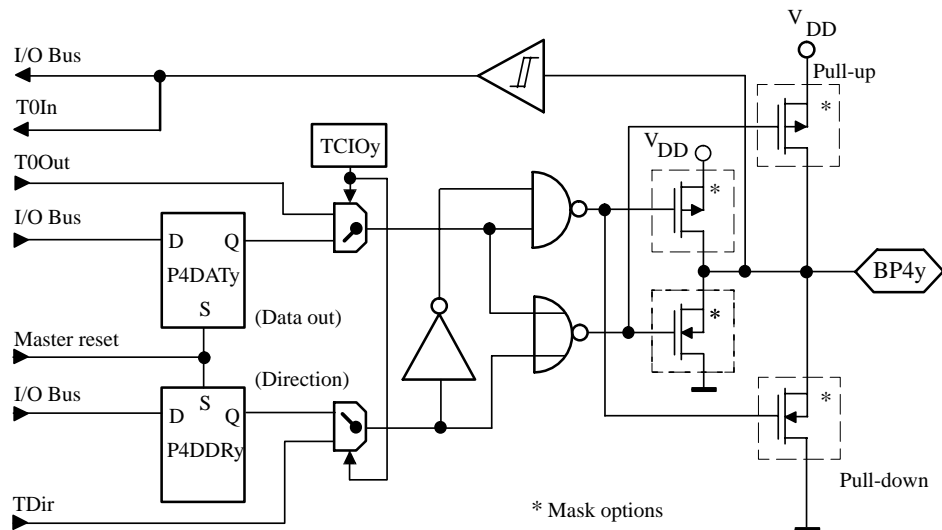 V DD
I/O Bus
Pull-up
*
T0In
TCIOy
V DD
T0Out
*
I/O Bus
D Q
P4DATy
S
BP4y
*
(Data out)
Master reset
(Direction)
I/O Bus
S
D Q
*
P4DDRy
Pull-down
TDir
* Mask options